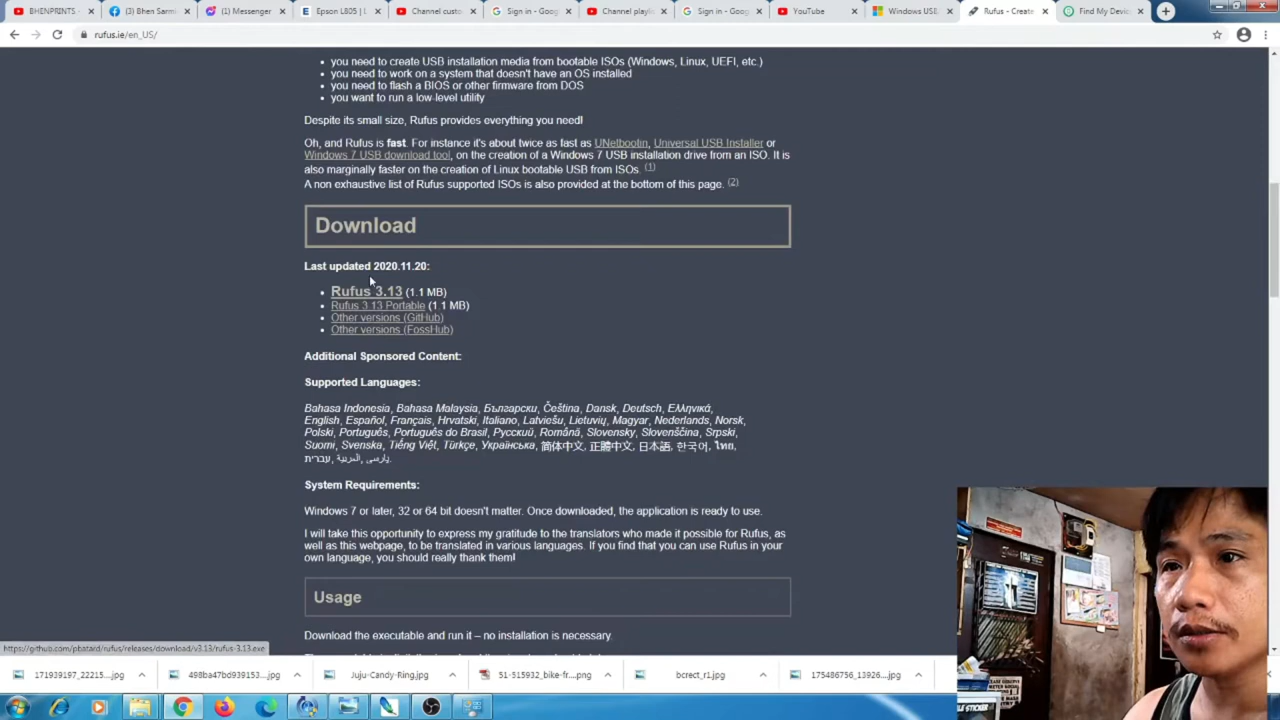 BHENPRINTS -
(3) Bhen Sarmi
(1) Messenger
Epson L805 | L
Channel custo
Sign in - Goog
Channel playli
Sign in - Goog
YouTube
Windows USB
Rufus - Create
Find My Devic
rufus.ie/en_US/
• you need to create USB installation media from bootable ISOs (Windows, Linux, UEFI, etc.)
• you need to work on a system that doesn't have an OS installed
• you need to flash a BIOS or other firmware from DOS
• you want to run a low-level utility
Despite its small size, Rufus provides everything you need!
Oh, and Rufus is fast. For instance it's about twice as fast as UNetbootin, Universal USB Installer or
Windows 7 USB download tool, on the creation of a Windows 7 USB installation drive from an ISO. It is
also marginally faster on the creation of Linux bootable USB from ISOs. (1)
A non exhaustive list of Rufus supported ISOs is also provided at the bottom of this page. (2)
Download
Last updated 2020.11.20:
• Rufus 3.13 (1.1 MB)
• Rufus 3.13 Portable (1.1 MB)
• Other versions (GitHub)
• Other versions (FossHub)
Additional Sponsored Content:
Supported Languages:
Bahasa Indonesia, Bahasa Malaysia, Български, Čeština, Dansk, Deutsch, Ελληνικά,
English, Español, Français, Hrvatski, Italiano, Latviešu, Lietuvių, Magyar, Nederlands, Norsk,
Polski, Português, Português do Brasil, Русский, Română, Slovensky, Slovenščina, Srpski,
Suomi, Svenska, Tiếng Việt, Türkçe, Українська, 简体中文, 正體中文, 日本語, 한국어, ไทย,
עברית, العربية, پارسی.
System Requirements:
Windows 7 or later, 32 or 64 bit doesn't matter. Once downloaded, the application is ready to use.
I will take this opportunity to express my gratitude to the translators who made it possible for Rufus, as
well as this webpage, to be translated in various languages. If you find that you can use Rufus in your
own language, you should really thank them!
Usage
Download the executable and run it – no installation is necessary.
https://github.com/pbatard/rufus/releases/download/v3.13/rufus-3.13.exe
171939197_22215....jpg
498ba47bd939153....jpg
Juju-Candy-Ring.jpg
51-515932_bike-fr....png
bcrect_r1.jpg
175486756_13926....jpg